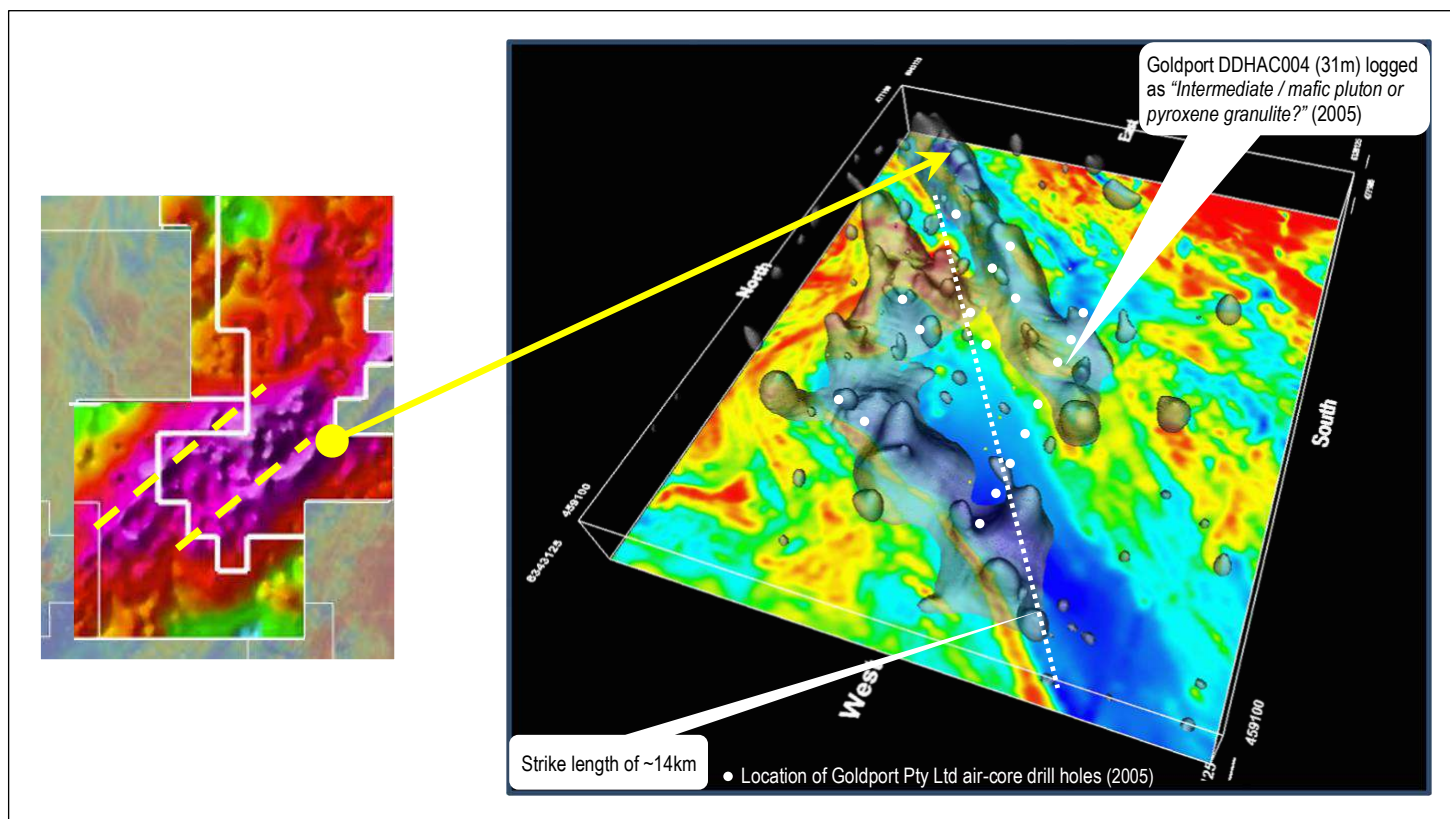 Goldport DDHAC004 (31m) logged
as “Intermediate / mafic pluton or
pyroxene granulite?” (2005)
East
North
South
459100
6343125
West
459100
Strike length of ~14km
Location of Goldport Pty Ltd air-core drill holes (2005)